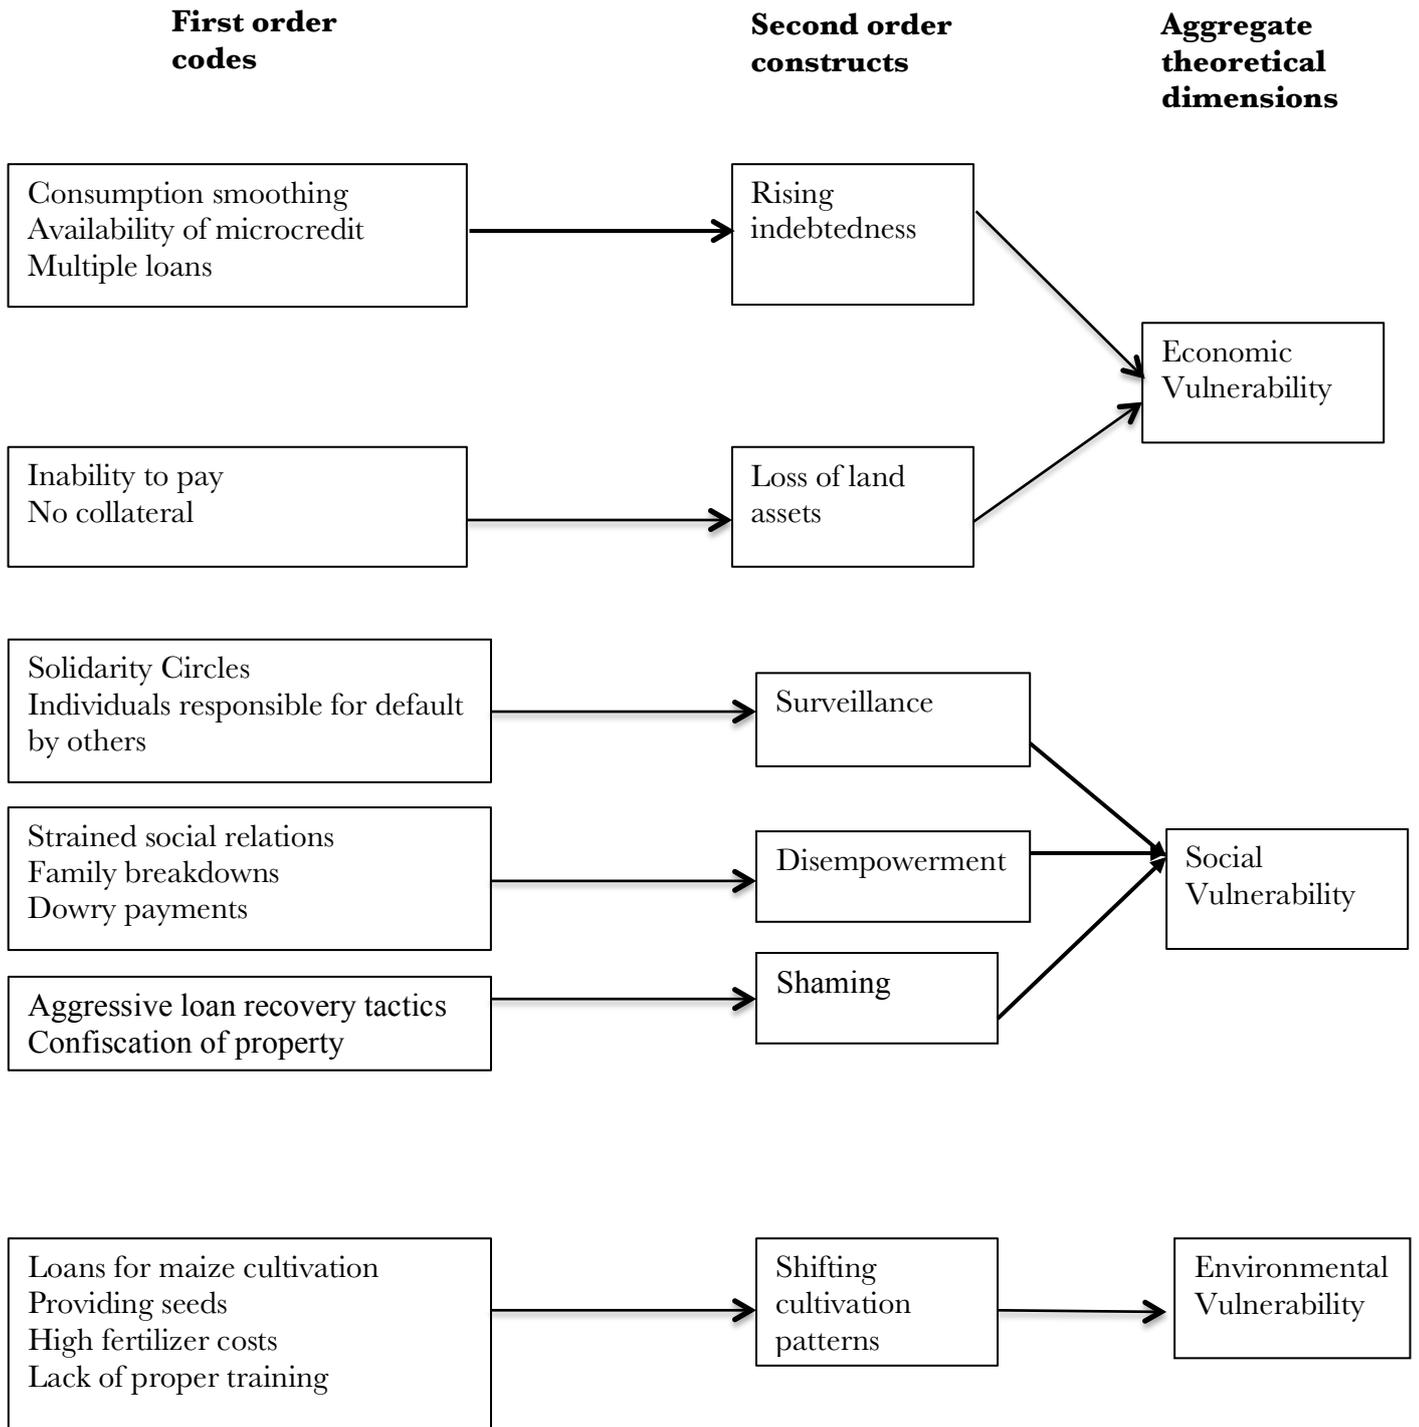 First order
codes
Second order
constructs
Aggregate
theoretical
dimensions
Consumption smoothing
Availability of microcredit
Multiple loans
Rising
indebtedness
Economic
Vulnerability
Inability to pay
No collateral
Loss of land
assets
Solidarity Circles
Individuals responsible for default
by others
Surveillance
Strained social relations
Family breakdowns
Dowry payments
Disempowerment
Social
Vulnerability
Aggressive loan recovery tactics
Confiscation of property
Shaming
Loans for maize cultivation
Providing seeds
High fertilizer costs
Lack of proper training
Shifting
cultivation
patterns
Environmental
Vulnerability